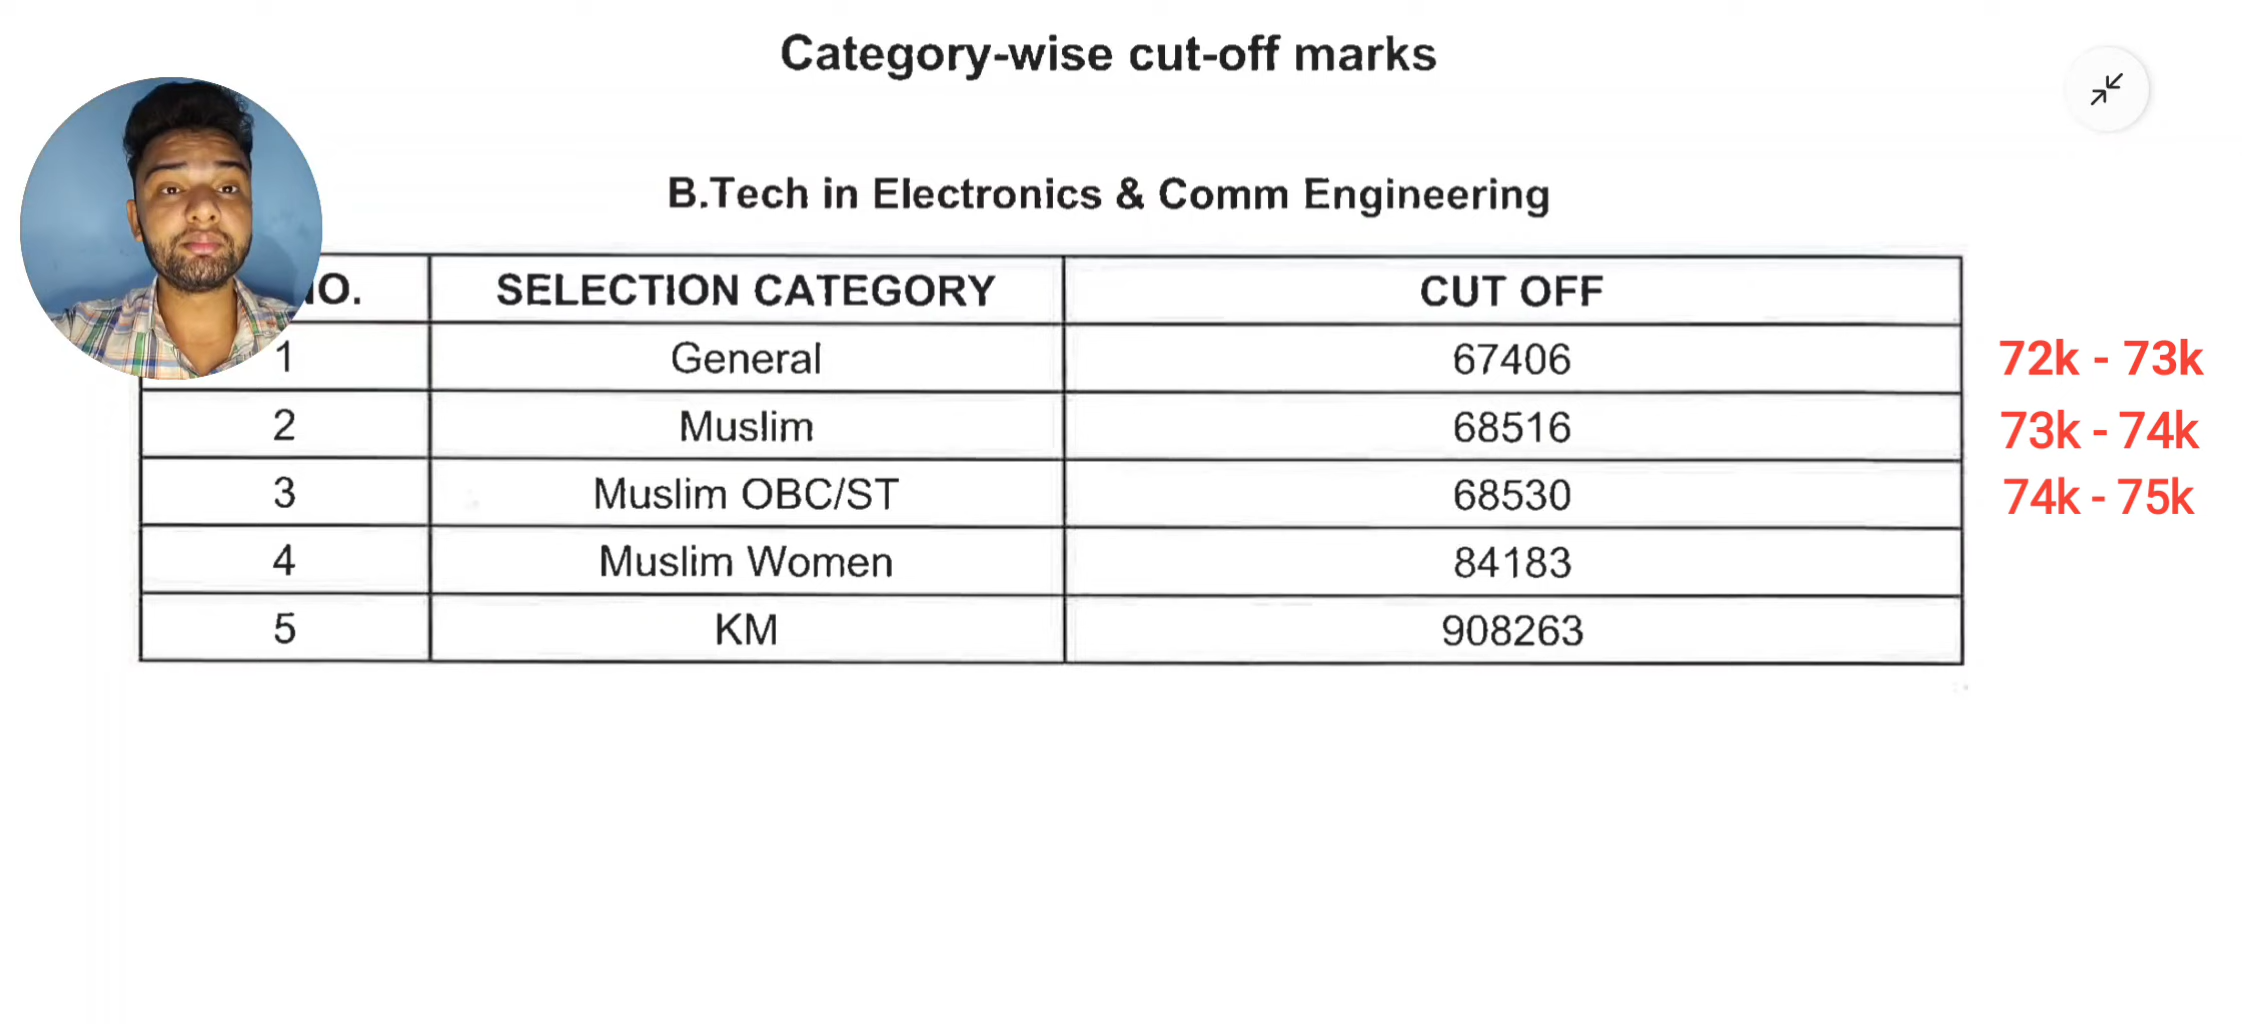 Category-wise cut-off marks
B.Tech in Electronics & Comm Engineering
NO. SELECTION CATEGORY CUT OFF
1 General 67406 72k - 73k
2 Muslim 68516 73k - 74k
3 Muslim OBC/ST 68530 74k - 75k
4 Muslim Women 84183
5 KM 908263